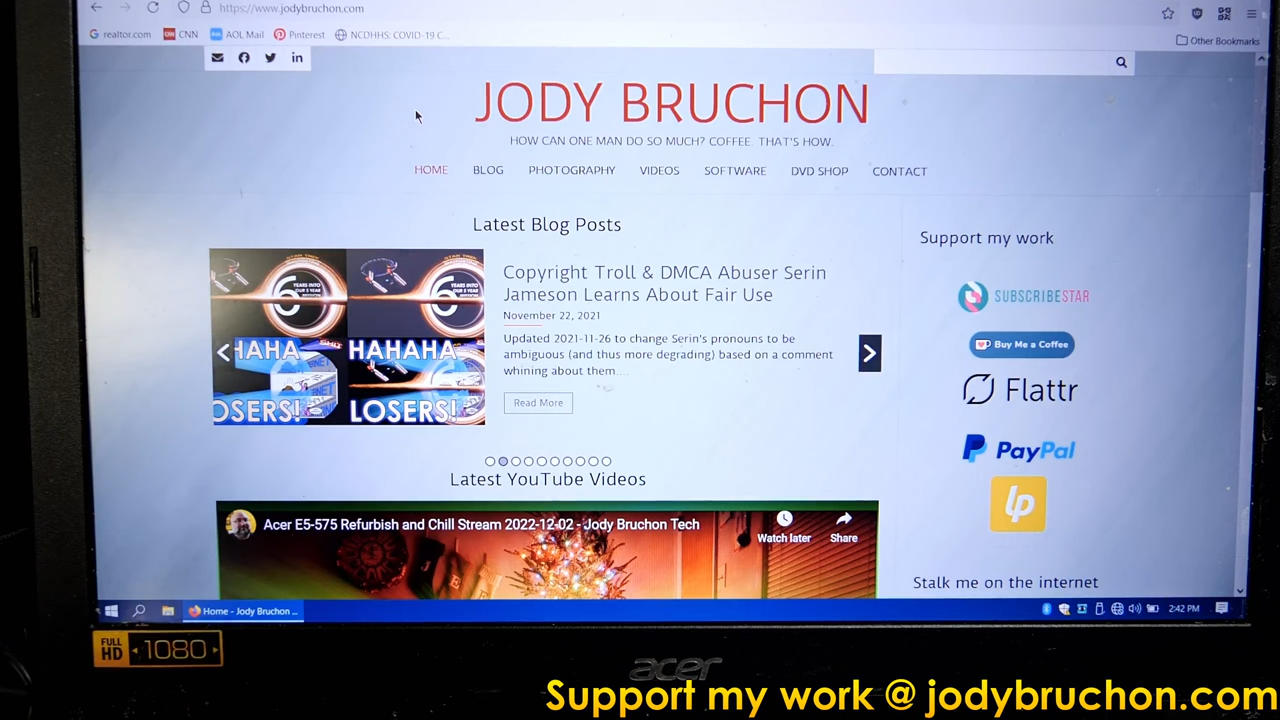 https://www.jodybruchon.com
realtor.com CNN AOL Mail Pinterest NCDHHS: COVID-19 C...
Other Bookmarks
JODY BRUCHON
HOW CAN ONE MAN DO SO MUCH? COFFEE. THAT'S HOW.
HOME BLOG PHOTOGRAPHY VIDEOS SOFTWARE DVD SHOP CONTACT
Latest Blog Posts
Support my work
Copyright Troll & DMCA Abuser Serin
Jameson Learns About Fair Use
November 22, 2021
Updated 2021-11-26 to change Serin's pronouns to be
ambiguous (and thus more degrading) based on a comment
whining about them....
Read More
HAHA HAHAHA
OSERS! LOSERS!
SUBSCRIBESTAR
Buy Me a Coffee
Flattr
PayPal
lp
Latest YouTube Videos
Acer E5-575 Refurbish and Chill Stream 2022-12-02 - Jody Bruchon Tech
Watch later Share
Stalk me on the internet
Home - Jody Bruchon ...
2:42 PM
FULL HD 1080
acer
Support my work @ jodybruchon.com